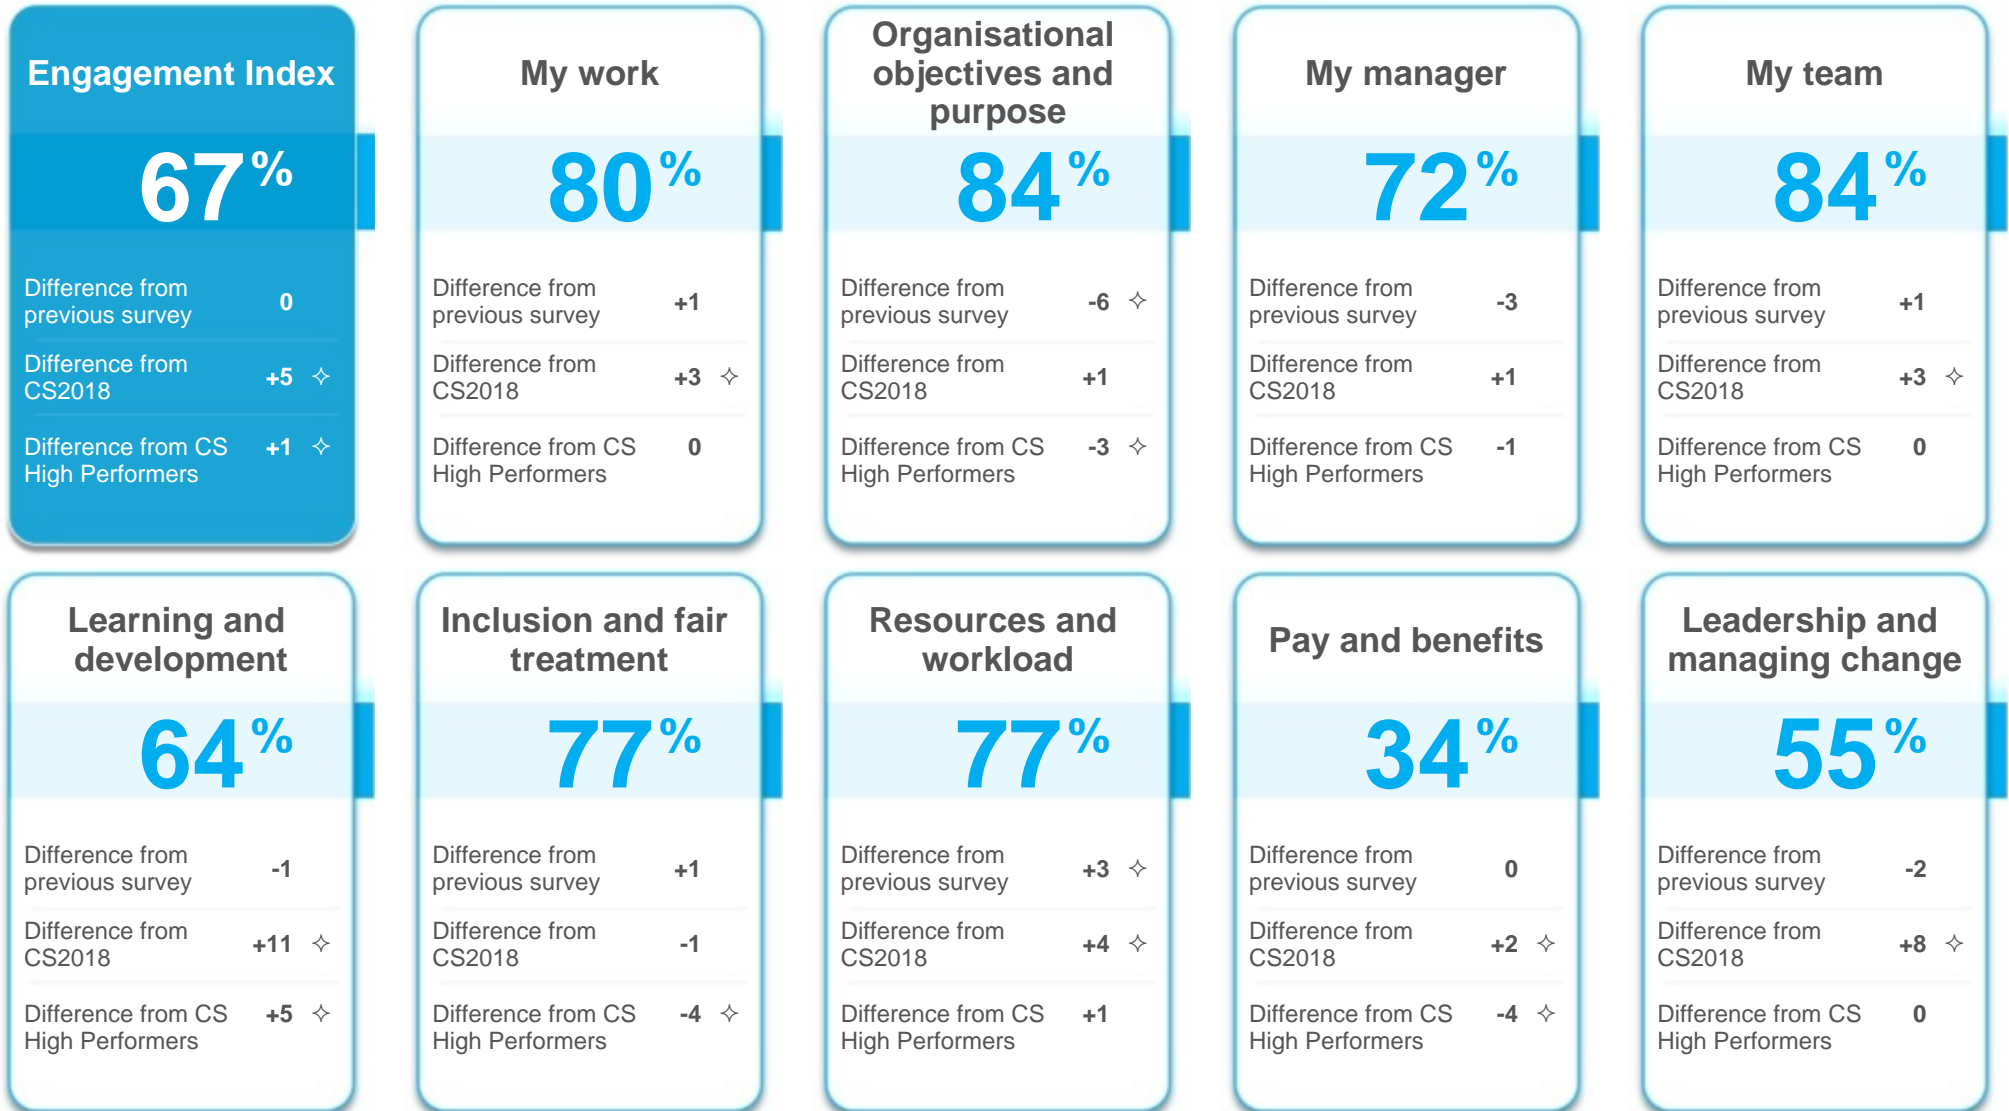 Engagement Index
67%
Difference from
previous survey 0
Difference from
CS2018 +5 ✧
Difference from CS
High Performers +1 ✧
My work
80%
Difference from
previous survey +1
Difference from
CS2018 +3 ✧
Difference from CS
High Performers 0
Organisational
objectives and
purpose
84%
Difference from
previous survey -6 ✧
Difference from
CS2018 +1
Difference from CS
High Performers -3 ✧
My manager
72%
Difference from
previous survey -3
Difference from
CS2018 +1
Difference from CS
High Performers -1
My team
84%
Difference from
previous survey +1
Difference from
CS2018 +3 ✧
Difference from CS
High Performers 0
Learning and
development
64%
Difference from
previous survey -1
Difference from
CS2018 +11 ✧
Difference from CS
High Performers +5 ✧
Inclusion and fair
treatment
77%
Difference from
previous survey +1
Difference from
CS2018 -1
Difference from CS
High Performers -4 ✧
Resources and
workload
77%
Difference from
previous survey +3 ✧
Difference from
CS2018 +4 ✧
Difference from CS
High Performers +1
Pay and benefits
34%
Difference from
previous survey 0
Difference from
CS2018 +2 ✧
Difference from CS
High Performers -4 ✧
Leadership and
managing change
55%
Difference from
previous survey -2
Difference from
CS2018 +8 ✧
Difference from CS
High Performers 0